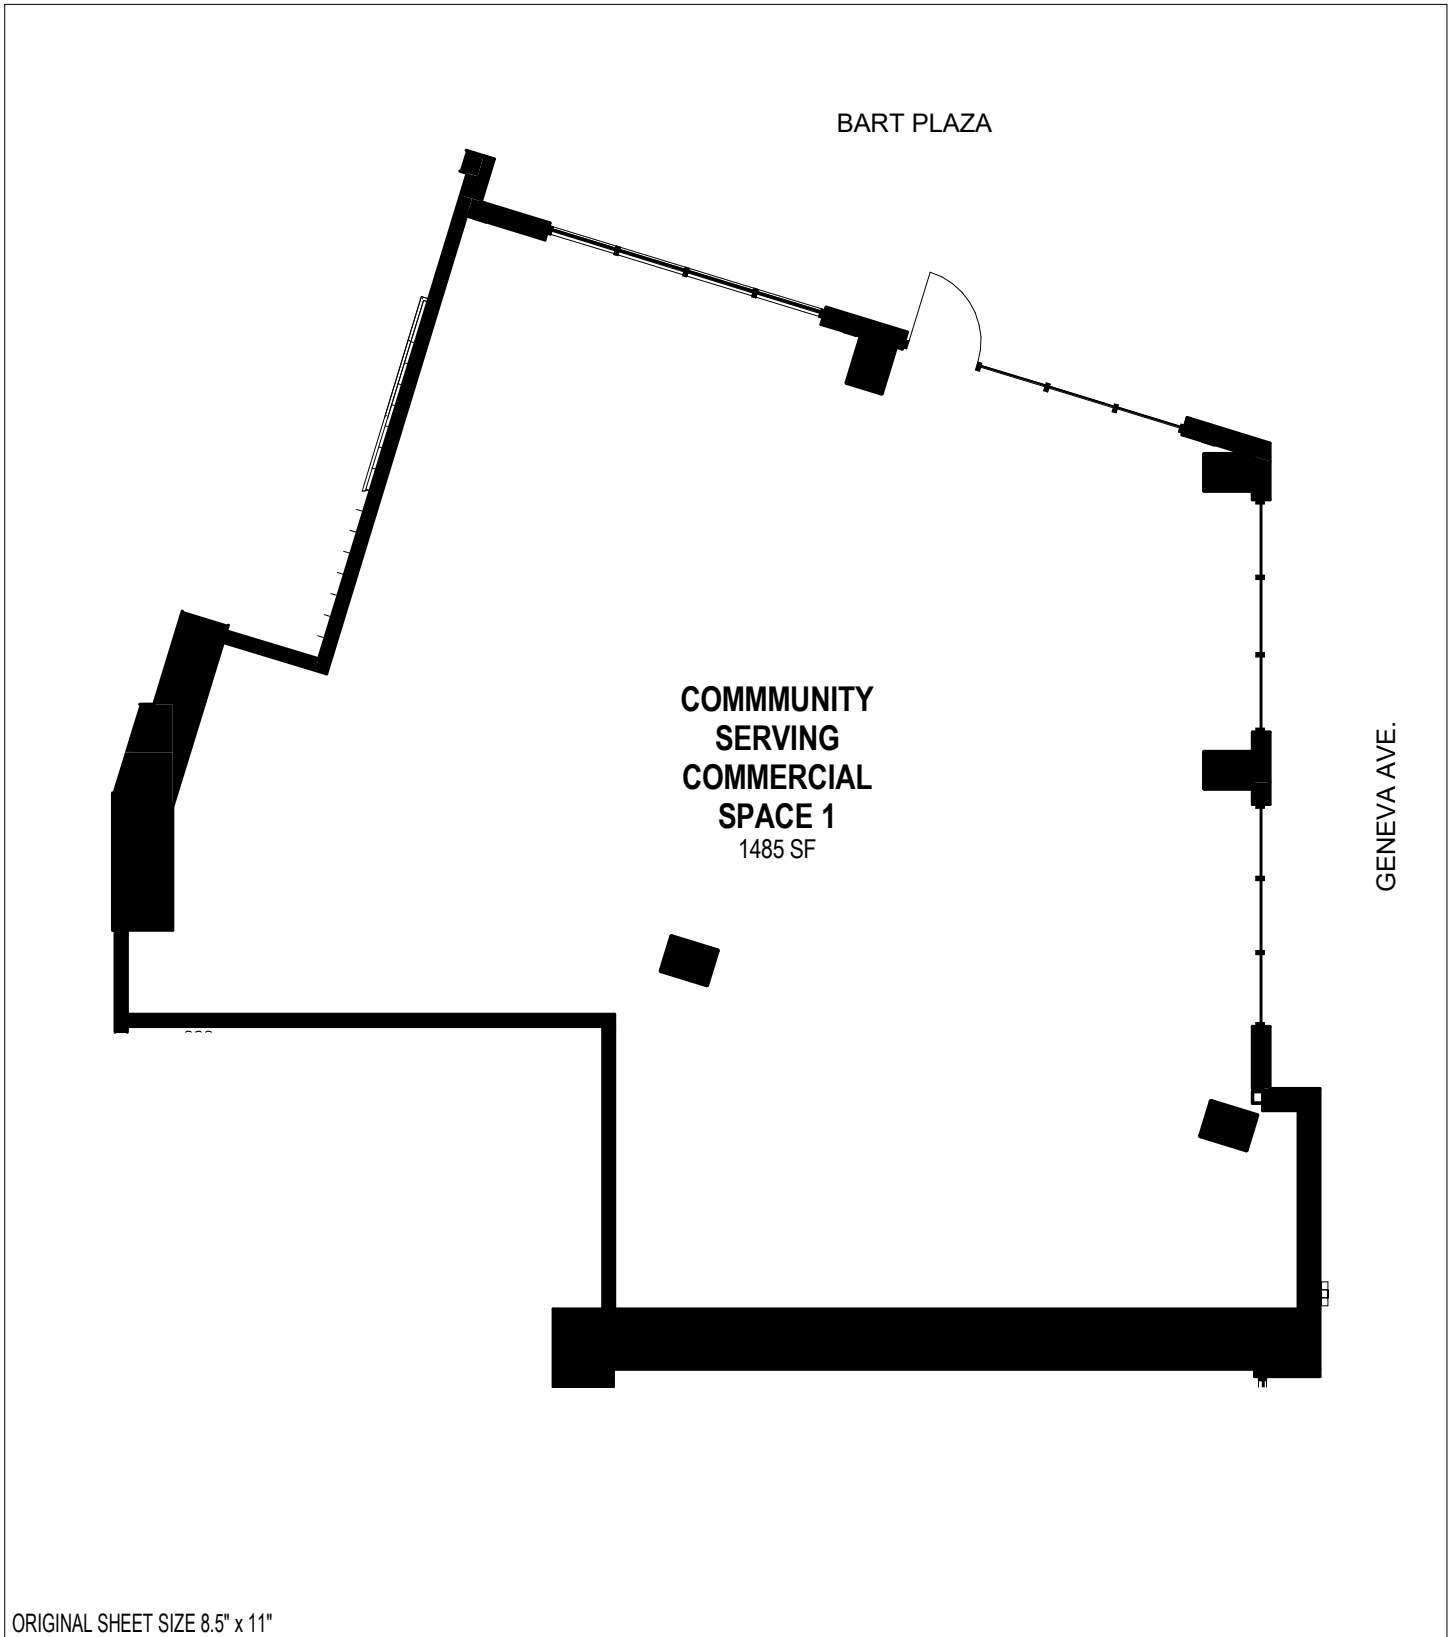 BART PLAZA
COMMMUNITY
SERVING
COMMERCIAL
SPACE 1
1485 SF
GENEVA AVE.
ORIGINAL SHEET SIZE 8.5" x 11"